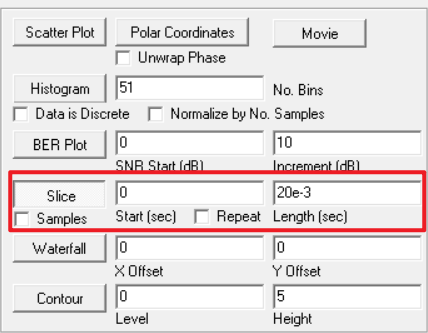 Scatter Plot Polar Coordinates Movie
Unwrap Phase
Histogram 51 No. Bins
Data is Discrete Normalize by No. Samples
BER Plot 0 10
SNR Start (dB) Increment (dB)
Slice 0 20e-3
Samples Start (sec) Repeat Length (sec)
Waterfall 0 0
X Offset Y Offset
Contour 0 5
Level Height